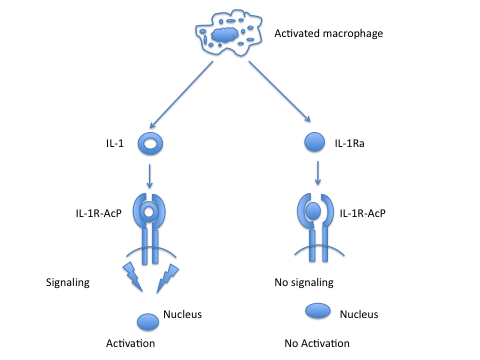 Activated macrophage
IL-1
IL-1Ra
IL-1R-AcP
IL-1R-AcP
Signaling
No signaling
Nucleus
Nucleus
Activation
No Activation